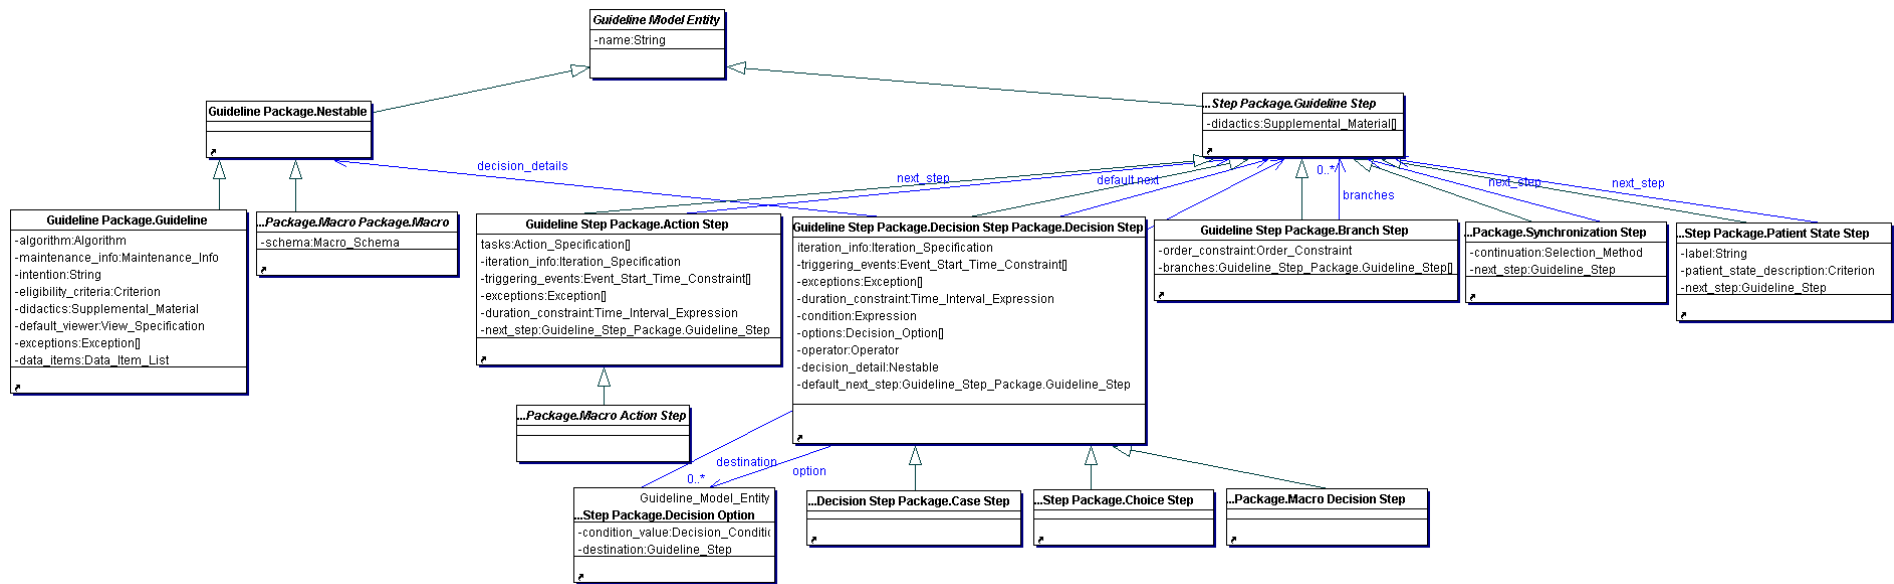 Guideline Model Entity
-name:String
Guideline Package.Nestable
...Step Package.Guideline Step
-didactics:Supplemental_Material[]
decision_details
next_step
default next
0..*
branches
next_step
next_step
Guideline Package.Guideline
-algorithm:Algorithm
-maintenance_info:Maintenance_Info
-intention:String
-eligibility_criteria:Criterion
-didactics:Supplemental_Material
-default_viewer:View_Specification
-exceptions:Exception[]
-data_items:Data_Item_List
...Package.Macro Package.Macro
-schema:Macro_Schema
Guideline Step Package.Action Step
tasks:Action_Specification[]
-iteration_info:Iteration_Specification
-triggering_events:Event_Start_Time_Constraint[]
-exceptions:Exception[]
-duration_constraint:Time_Interval_Expression
-next_step:Guideline_Step_Package.Guideline_Step
Guideline Step Package.Decision Step Package.Decision Step
iteration_info:Iteration_Specification
-triggering_events:Event_Start_Time_Constraint[]
-exceptions:Exception[]
-duration_constraint:Time_Interval_Expression
-condition:Expression
-options:Decision_Option[]
-operator:Operator
-decision_detail:Nestable
-default_next_step:Guideline_Step_Package.Guideline_Step
Guideline Step Package.Branch Step
-order_constraint:Order_Constraint
-branches:Guideline_Step_Package.Guideline_Step[]
...Package.Synchronization Step
-continuation:Selection_Method
-next_step:Guideline_Step
...Step Package.Patient State Step
-label:String
-patient_state_description:Criterion
-next_step:Guideline_Step
...Package.Macro Action Step
destination
option
0..*
Guideline_Model_Entity
...Step Package.Decision Option
-condition_value:Decision_Conditi
-destination:Guideline_Step
...Decision Step Package.Case Step
...Step Package.Choice Step
...Package.Macro Decision Step